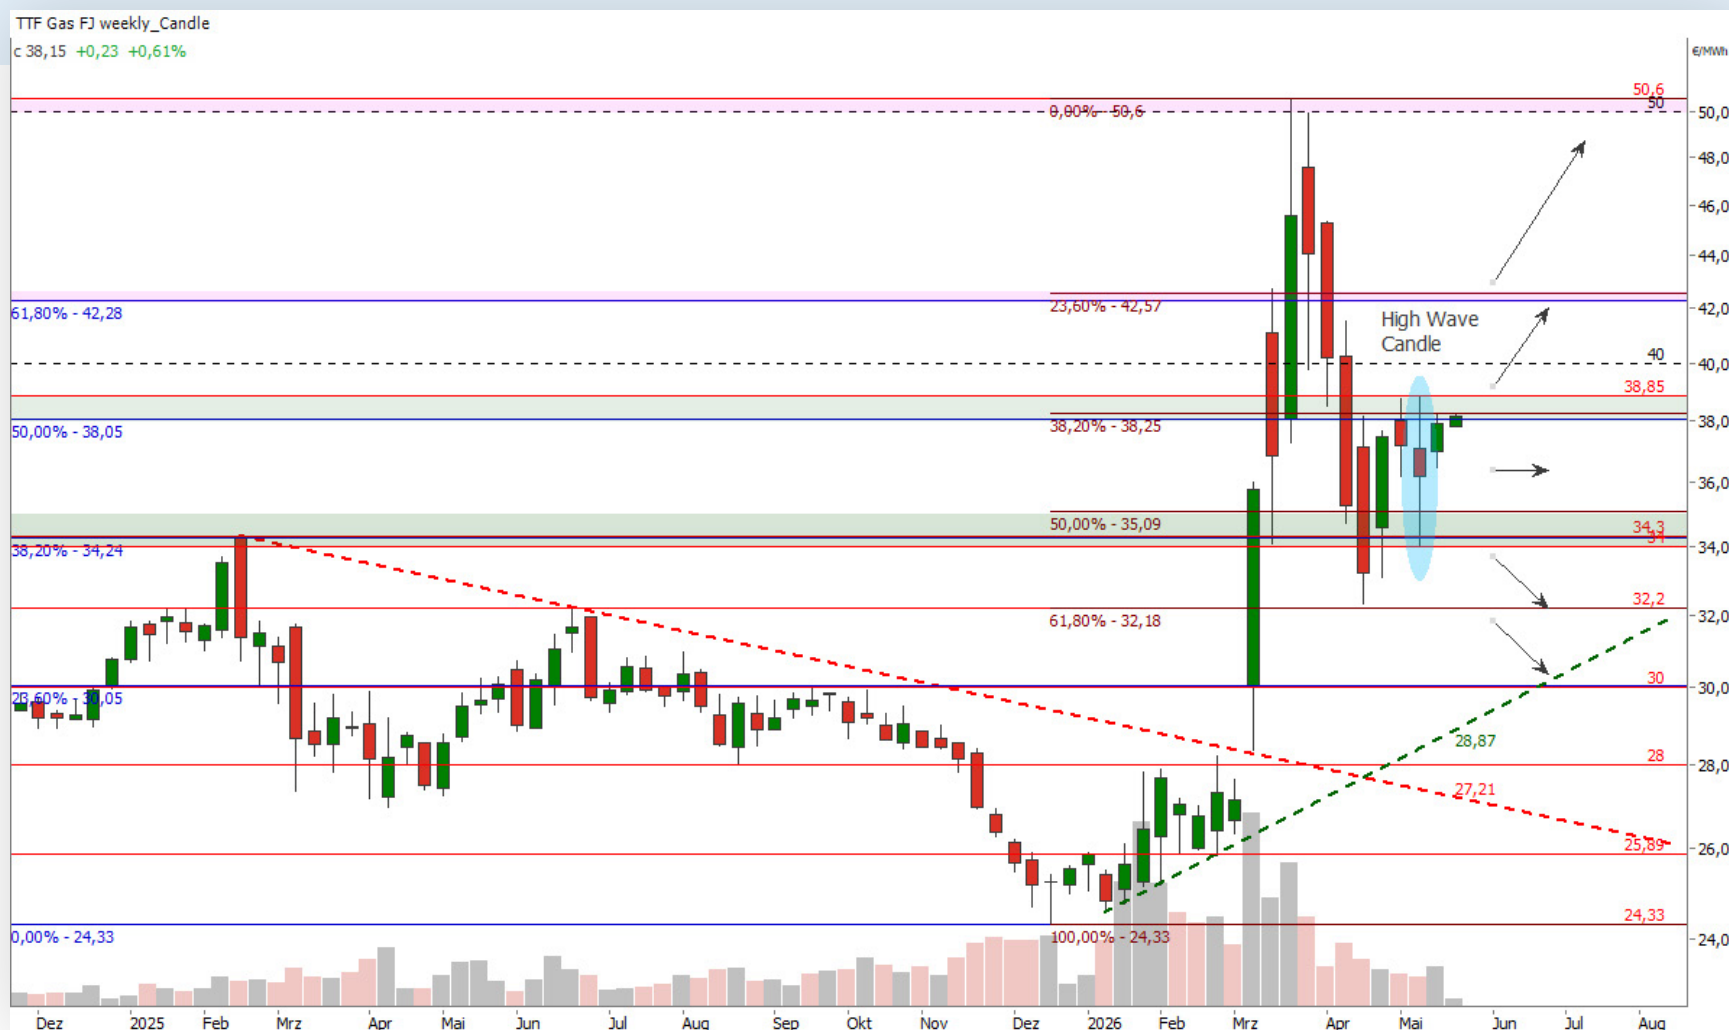 TTF Gas FJ weekly_Candle
c 38,15 +0,23 +0,61%
€/MWh
50,6
50
0,00% - 50,6
50,0
48,0
46,0
44,0
61,80% - 42,28
23,60% - 42,57
42,0
High Wave
Candle
40
40,0
38,85
50,00% - 38,05
38,20% - 38,25
38,0
36,0
50,00% - 35,09
34,3
34
38,20% - 34,24
34,0
32,2
61,80% - 32,18
32,0
23,60% - 30,05
30
30,0
28,87
28
28,0
27,21
25,89
26,0
24,33
0,00% - 24,33
100,00% - 24,33
24,0
Dez 2025 Feb Mrz Apr Mai Jun Jul Aug Sep Okt Nov Dez 2026 Feb Mrz Apr Mai Jun Jul Aug